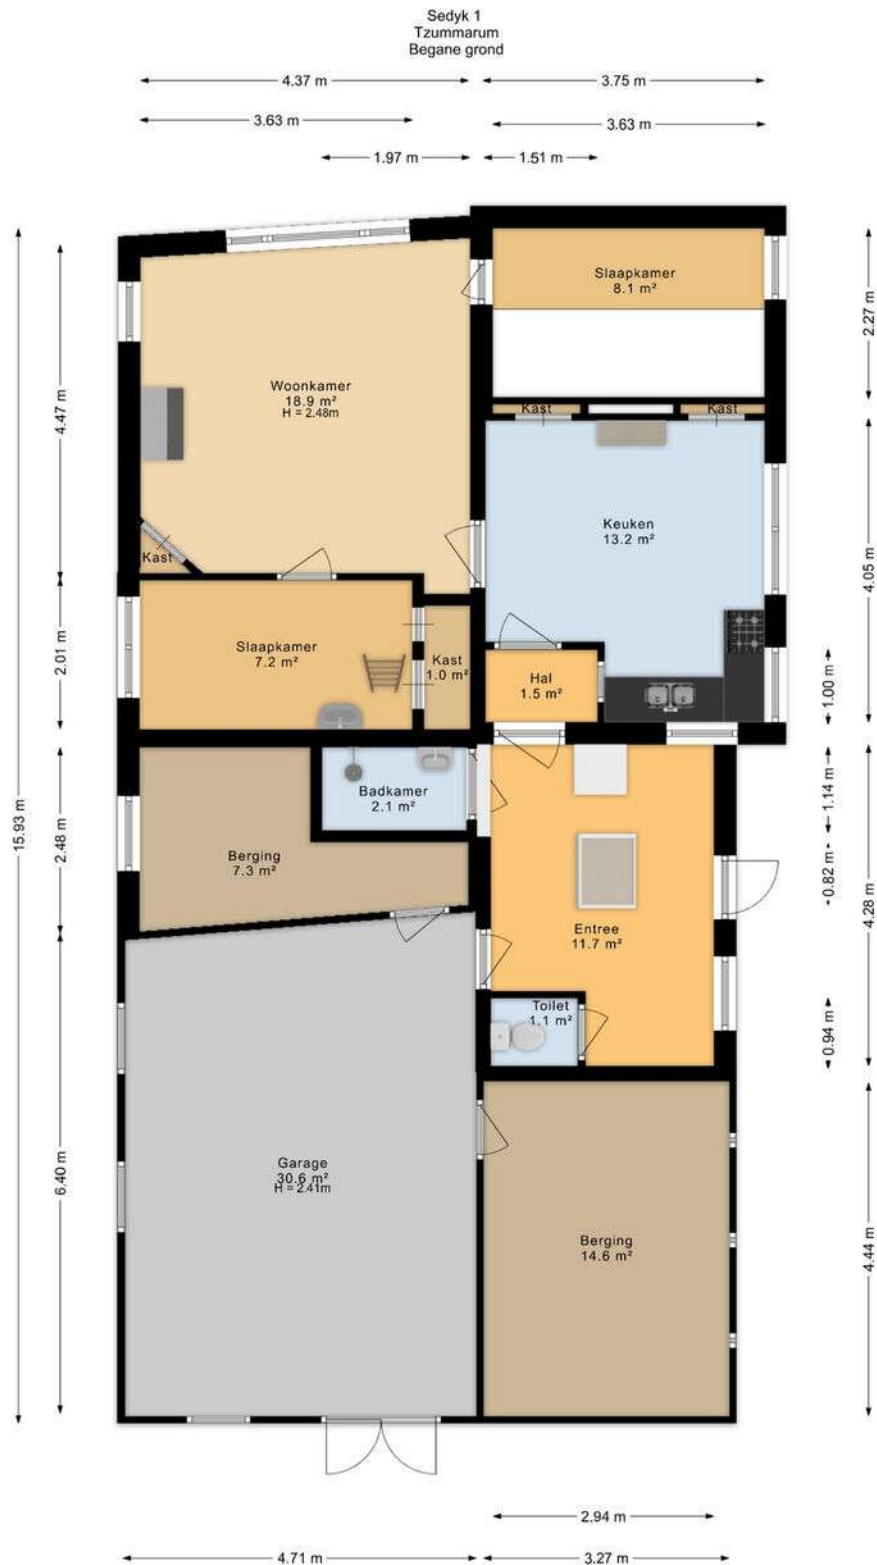 Sedyk 1
Tzummarum
Begane grond
4.37 m
3.75 m
3.63 m
3.63 m
1.97 m
1.51 m
Slaapkamer
8.1 m²
2.27 m
Woonkamer
18.9 m²
H = 2.48m
4.47 m
Kast
Kast
Keuken
13.2 m²
4.05 m
Kast
Slaapkamer
7.2 m²
2.01 m
Kast
1.0 m²
Hal
1.5 m²
1.00 m
15.93 m
Badkamer
2.1 m²
1.14 m
Berging
7.3 m²
2.48 m
0.82 m
4.28 m
Entree
11.7 m²
Toilet
1.1 m²
0.94 m
Garage
30.6 m²
H = 2.41m
6.40 m
Berging
14.6 m²
4.44 m
2.94 m
4.71 m
3.27 m